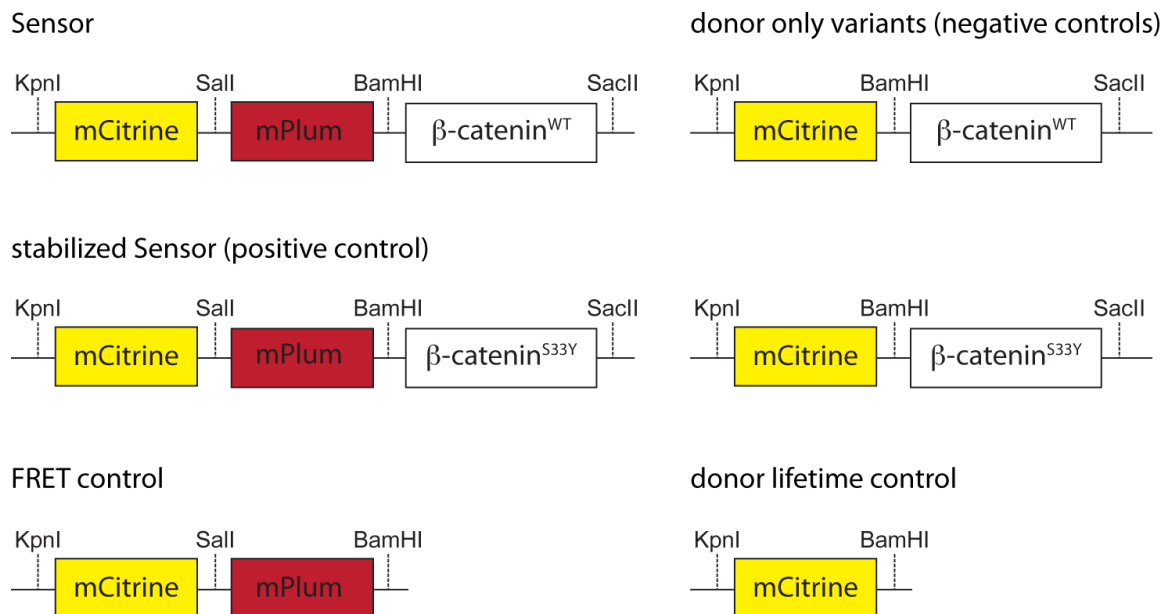 Sensor
donor only variants (negative controls)
KpnI SalI BamHI SacII
mCitrine mPlum β-catenin^WT
KpnI BamHI SacII
mCitrine β-catenin^WT
stabilized Sensor (positive control)
KpnI SalI BamHI SacII
mCitrine mPlum β-catenin^S33Y
KpnI BamHI SacII
mCitrine β-catenin^S33Y
FRET control
donor lifetime control
KpnI SalI BamHI
mCitrine mPlum
KpnI BamHI
mCitrine